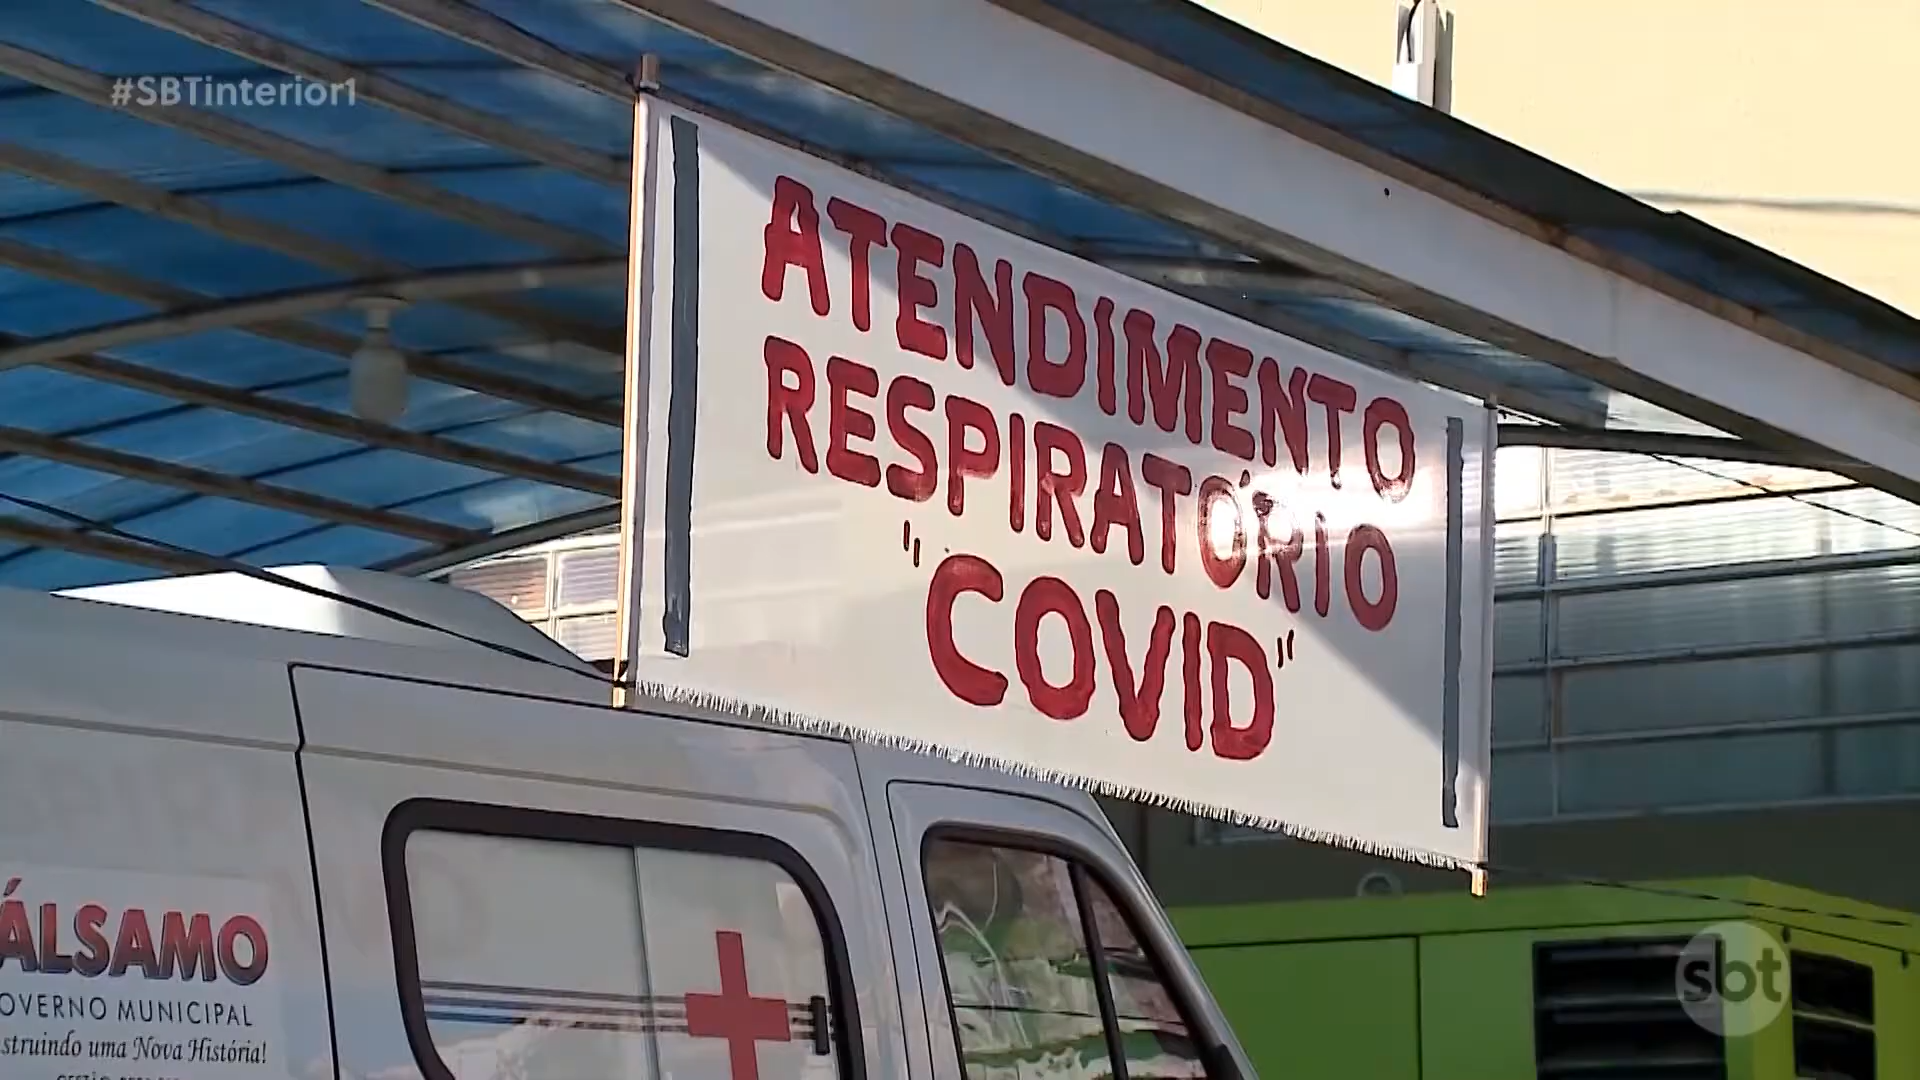 #SBTinterior1
ATENDIMENTO
RESPIRATÓRIO
"COVID"
ÁLSAMO
OVERNO MUNICIPAL
struindo uma Nova História!
sbt